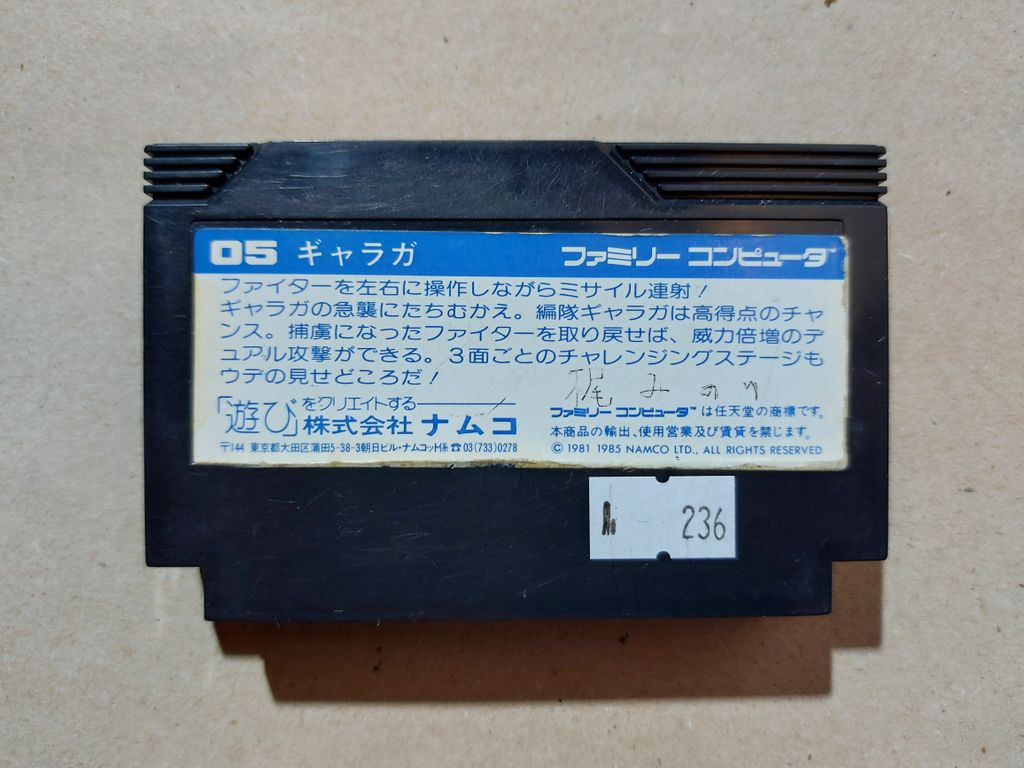 05 ギャラガ ファミリー コンピュータ™
ファイターを左右に操作しながらミサイル連射!
ギャラガの急襲にたちむかえ。編隊ギャラガは高得点のチャ
ンス。捕虜になったファイターを取り戻せば、威力倍増のデ
ュアル攻撃ができる。3面ごとのチャレンジングステージも
ウデの見せどころだ!
梶 みのり
「遊び」をクリエイトする
株式会社 ナムコ
〒144 東京都大田区蒲田5-38-3朝日ビル・ナムコット係 ☎03(733)0278
ファミリー コンピュータ™ は任天堂の商標です。
本商品の輸出、使用営業及び賃貸を禁じます。
© 1981 1985 NAMCO LTD., ALL RIGHTS RESERVED
236